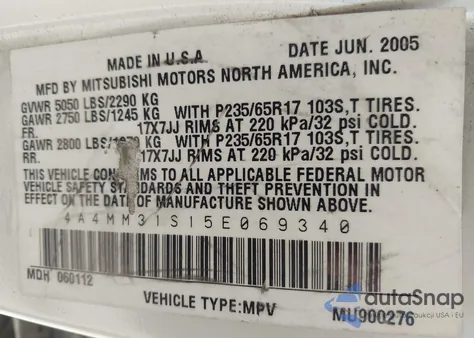 MADE IN U.S.A
DATE JUN. 2005
MFD BY MITSUBISHI MOTORS NORTH AMERICA, INC.
GVWR 5050 LBS/2290 KG
GAWR 2750 LBS/1245 KG WITH P235/65R17 103S,T TIRES.
FR. 17X7JJ RIMS AT 220 kPa/32 psi COLD.
GAWR 2800 LBS/1270 KG WITH P235/65R17 103S,T TIRES.
RR. 17X7JJ RIMS AT 220 kPa/32 psi COLD.
THIS VEHICLE CONFORMS TO ALL APPLICABLE FEDERAL MOTOR
VEHICLE SAFETY STANDARDS AND THEFT PREVENTION IN
EFFECT ON THE DATE OF MANUFACTURE SHOWN ABOVE.
4A4MM31S15E069340
MDH 060112
VEHICLE TYPE:MPV
MU900276
autoSnap
USA i EU